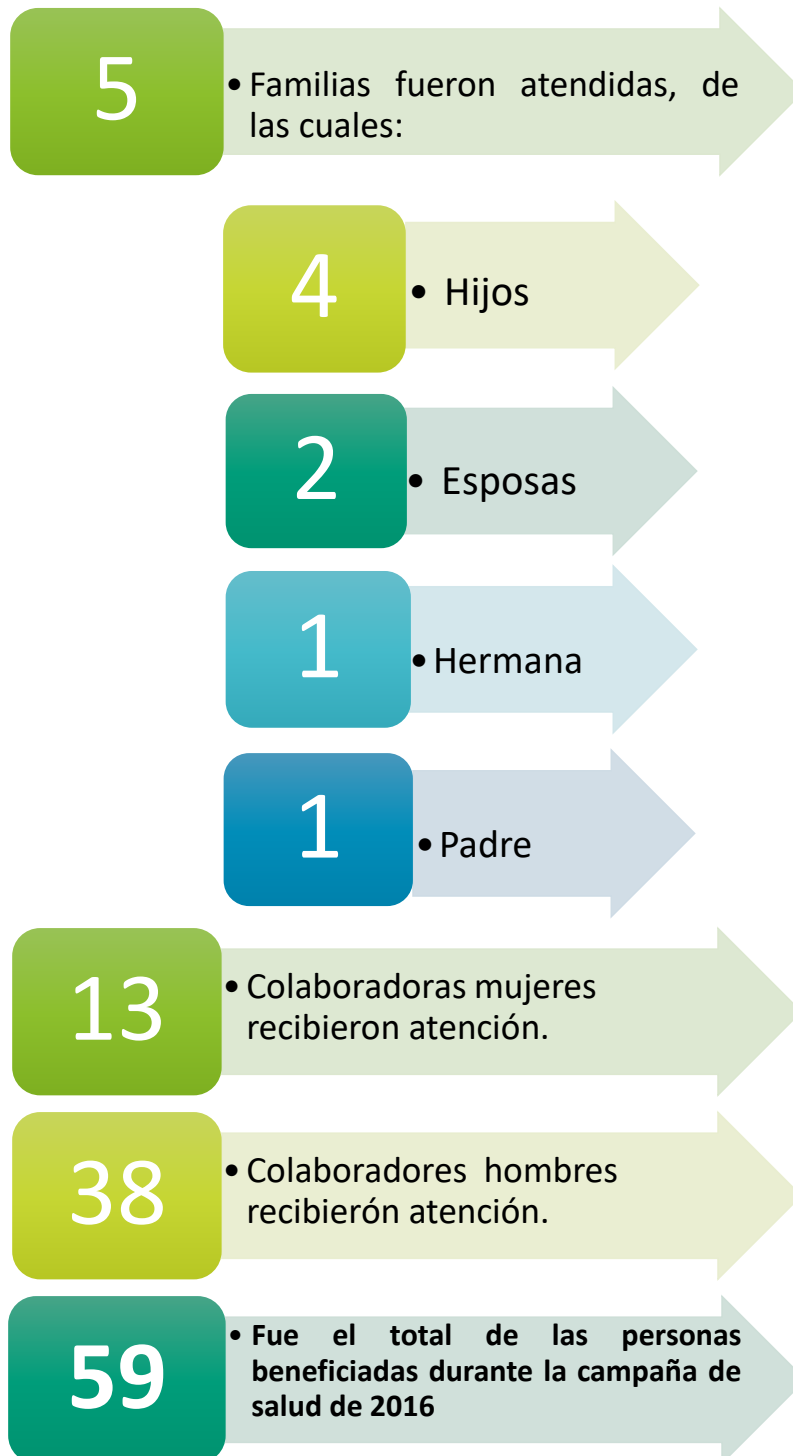 5
• Familias fueron atendidas, de
las cuales:
4
• Hijos
2
• Esposas
1
• Hermana
1
• Padre
13
• Colaboradoras mujeres
recibieron atención.
38
• Colaboradores hombres
recibierón atención.
59
• Fue el total de las personas
beneficiadas durante la campaña de
salud de 2016